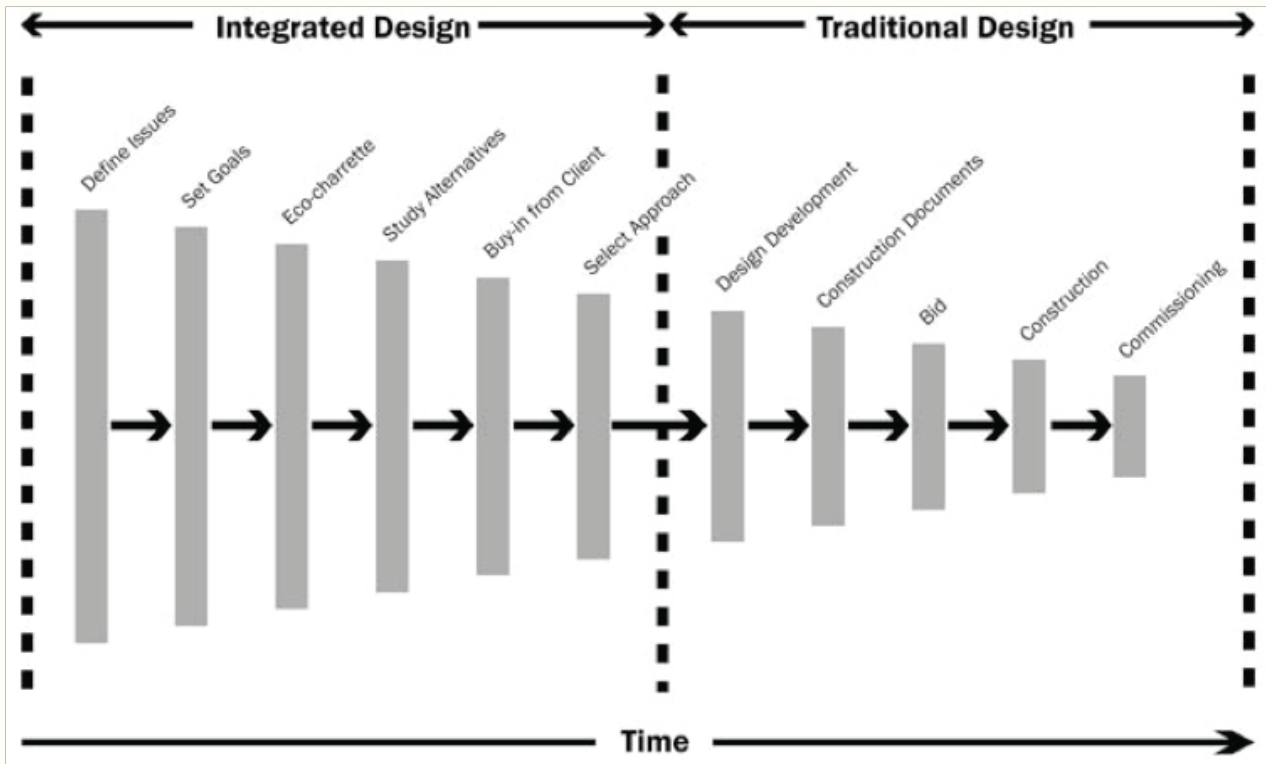 Integrated Design
Traditional Design
Define Issues
Set Goals
Eco-charrette
Study Alternatives
Buy-in from Client
Select Approach
Design Development
Construction Documents
Bid
Construction
Commissioning
Time